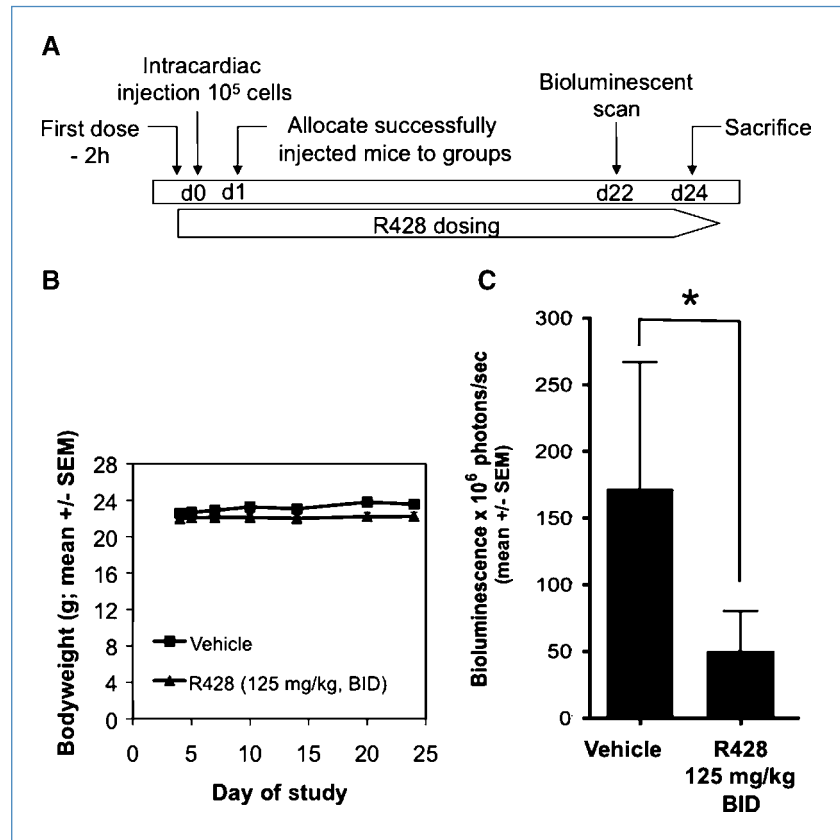 A
Intracardiac
injection 10⁵ cells
First dose
- 2h
Allocate successfully
injected mice to groups
Bioluminescent
scan
Sacrifice
d0
d1
d22
d24
R428 dosing
B
Bodyweight (g; mean +/- SEM)
28
24
20
16
12
8
4
0
Vehicle
R428 (125 mg/kg, BID)
0
5
10
15
20
25
Day of study
C
*
Bioluminescence x 10⁶ photons/sec
(mean +/- SEM)
300
250
200
150
100
50
0
Vehicle
R428
125 mg/kg
BID